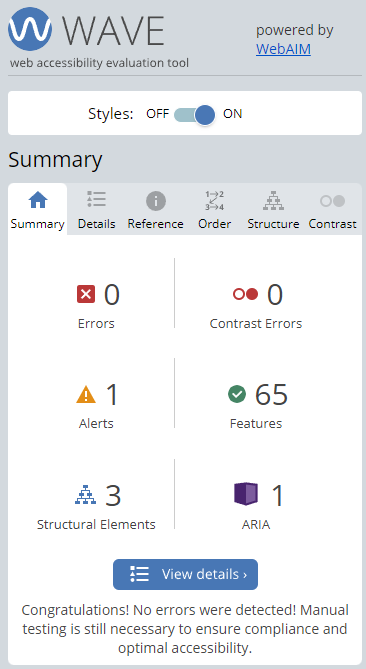 WAVE
web accessibility evaluation tool
powered by
WebAIM
Styles: OFF ON
Summary
Summary Details Reference Order Structure Contrast
0
Errors
0
Contrast Errors
1
Alerts
65
Features
3
Structural Elements
1
ARIA
View details ›
Congratulations! No errors were detected! Manual
testing is still necessary to ensure compliance and
optimal accessibility.